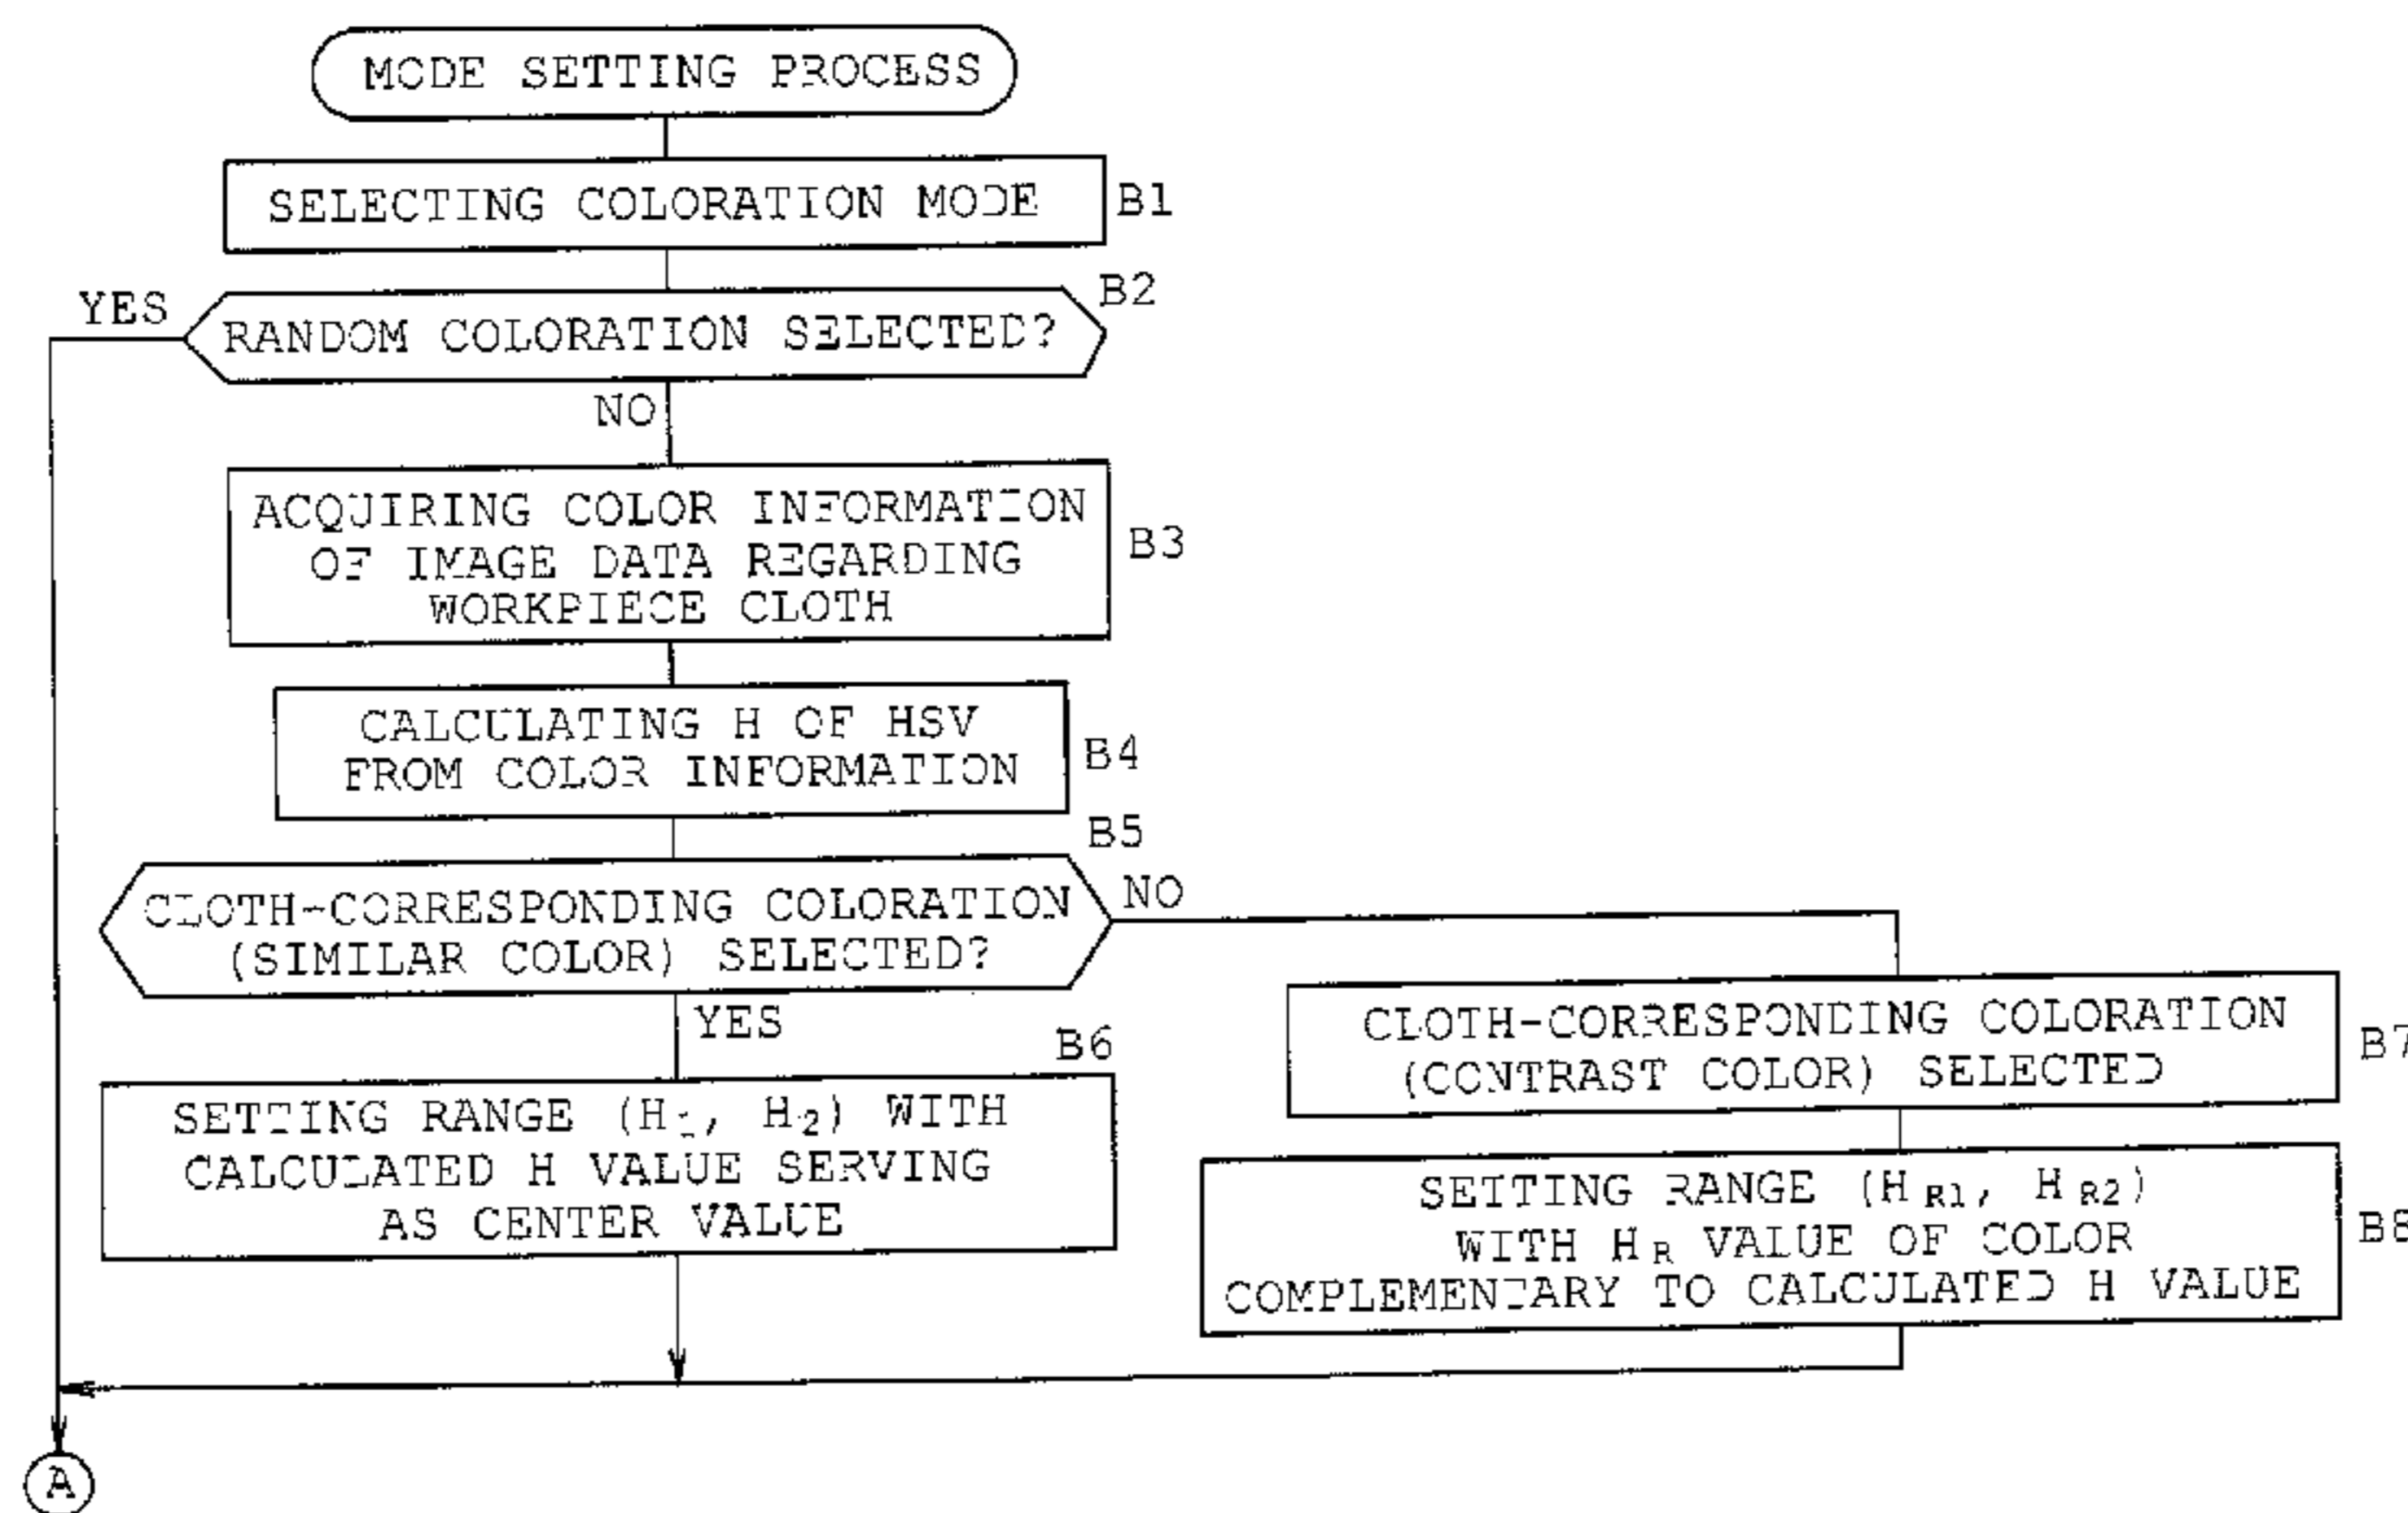 MODE SETTING PROCESS
SELECTING COLORATION MODE
B1
B2
YES
RANDOM COLORATION SELECTED?
NO
ACQUIRING COLOR INFORMATION
OF IMAGE DATA REGARDING
WORKPIECE CLOTH
B3
CALCULATING H OF HSV
FROM COLOR INFORMATION
B4
B5
CLOTH-CORRESPONDING COLORATION
(SIMILAR COLOR) SELECTED?
NO
YES
B6
SETTING RANGE (H1, H2) WITH
CALCULATED H VALUE SERVING
AS CENTER VALUE
CLOTH-CORRESPONDING COLORATION
(CONTRAST COLOR) SELECTED
B7
SETTING RANGE (HR1, HR2)
WITH HR VALUE OF COLOR
COMPLEMENTARY TO CALCULATED H VALUE
B8
A